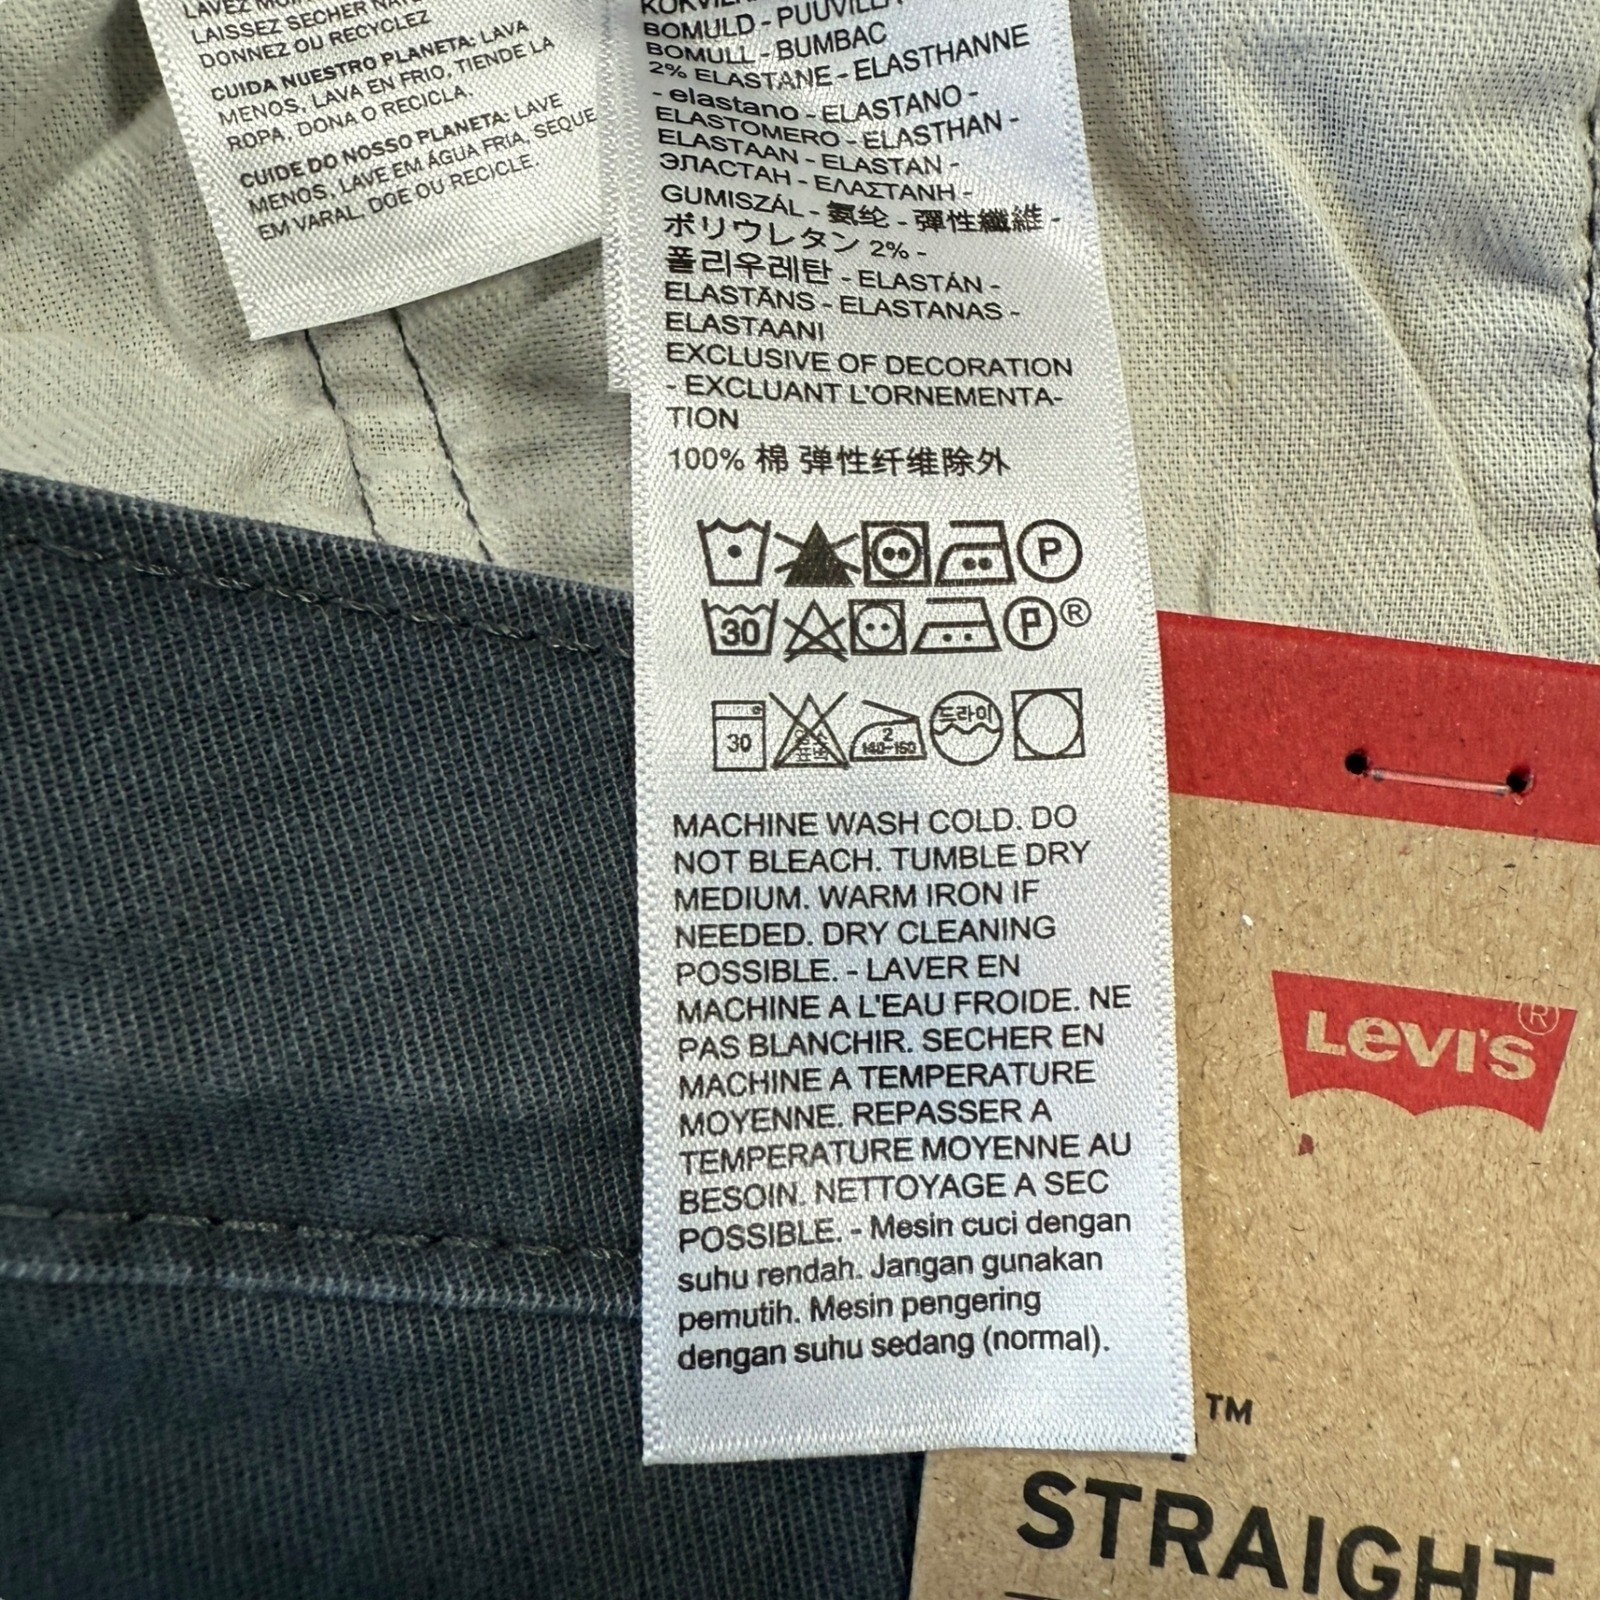 LAISSEZ SECHER
DONNEZ OU RECYCLEZ
CUIDA NUESTRO PLANETA: LAVA
MENOS, LAVA EN FRIO, TIENDE LA
ROPA, DONA O RECICLA.
CUIDE DO NOSSO PLANETA: LAVE
MENOS, LAVE EM ÁGUA FRIA, SEQUE
EM VARAL. DOE OU RECICLE.
BOMULD - PUUVILLA
BOMULL - BUMBAC
2% ELASTANE - ELASTHANNE
- elastano - ELASTANO -
ELASTOMERO - ELASTHAN -
ELASTAAN - ELASTAN -
ЭЛАСТАН - ΕΛΑΣΤΑΝΗ -
GUMISZÁL - 氨纶 - 彈性纖維 -
ポリウレタン 2% -
폴리우레탄 - ELASTÁN -
ELASTĀNS - ELASTANAS -
ELASTAANI
EXCLUSIVE OF DECORATION
- EXCLUANT L'ORNEMENTA-
TION
100% 棉 弹性纤维除外
P
30 P ®
30 2 140~160 드라이
MACHINE WASH COLD. DO
NOT BLEACH. TUMBLE DRY
MEDIUM. WARM IRON IF
NEEDED. DRY CLEANING
POSSIBLE. - LAVER EN
MACHINE A L'EAU FROIDE. NE
PAS BLANCHIR. SECHER EN
MACHINE A TEMPERATURE
MOYENNE. REPASSER A
TEMPERATURE MOYENNE AU
BESOIN. NETTOYAGE A SEC
POSSIBLE. - Mesin cuci dengan
suhu rendah. Jangan gunakan
pemutih. Mesin pengering
dengan suhu sedang (normal).
LEVI'S ®
TM
STRAIGHT